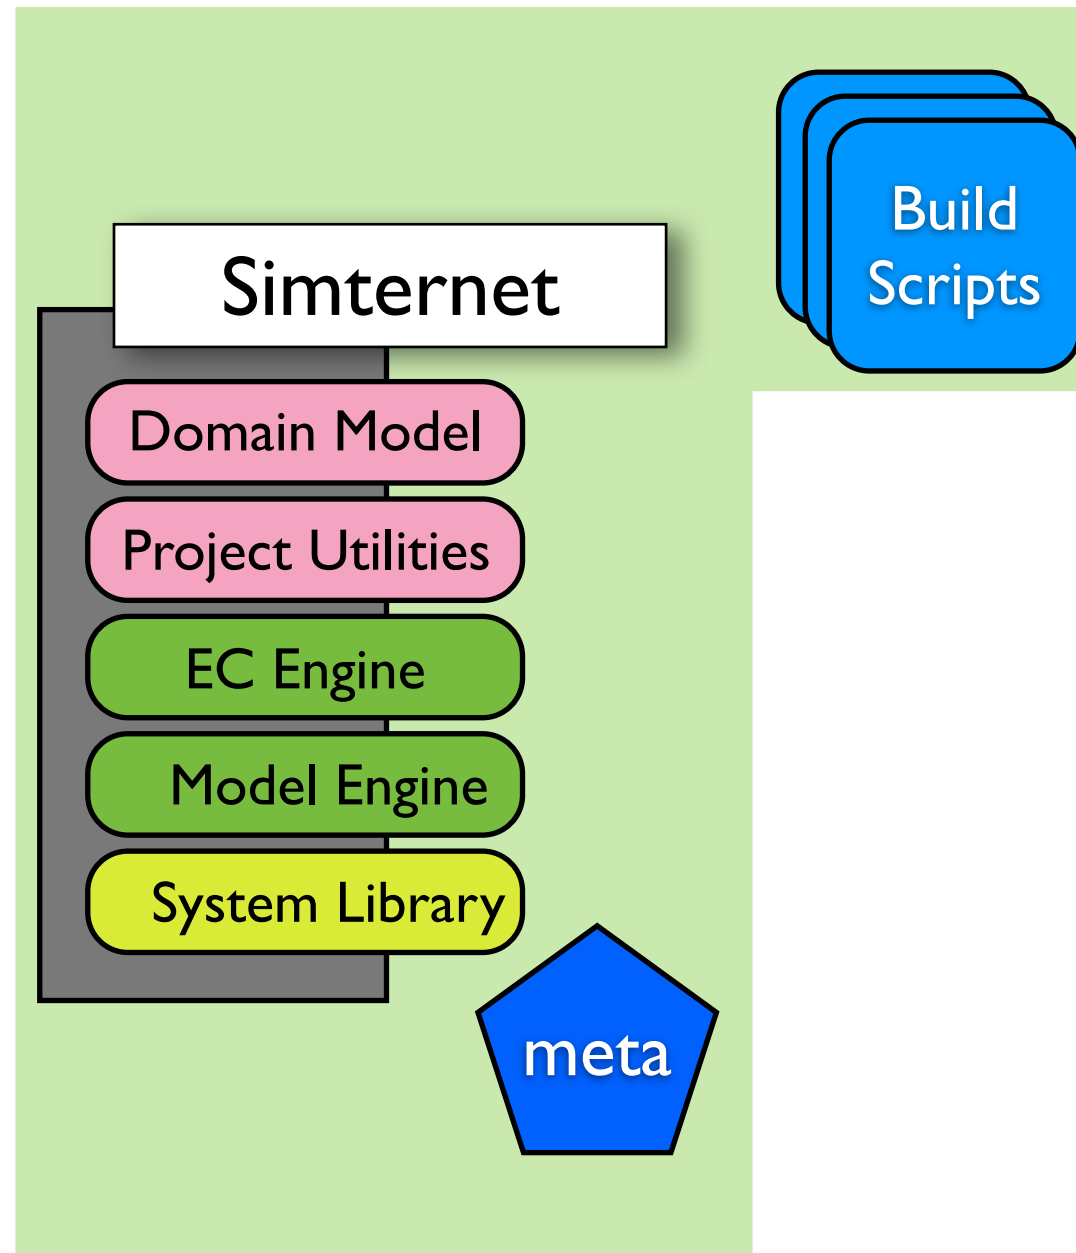 Build
Scripts
Simternet
Domain Model
Project Utilities
EC Engine
Model Engine
System Library
meta